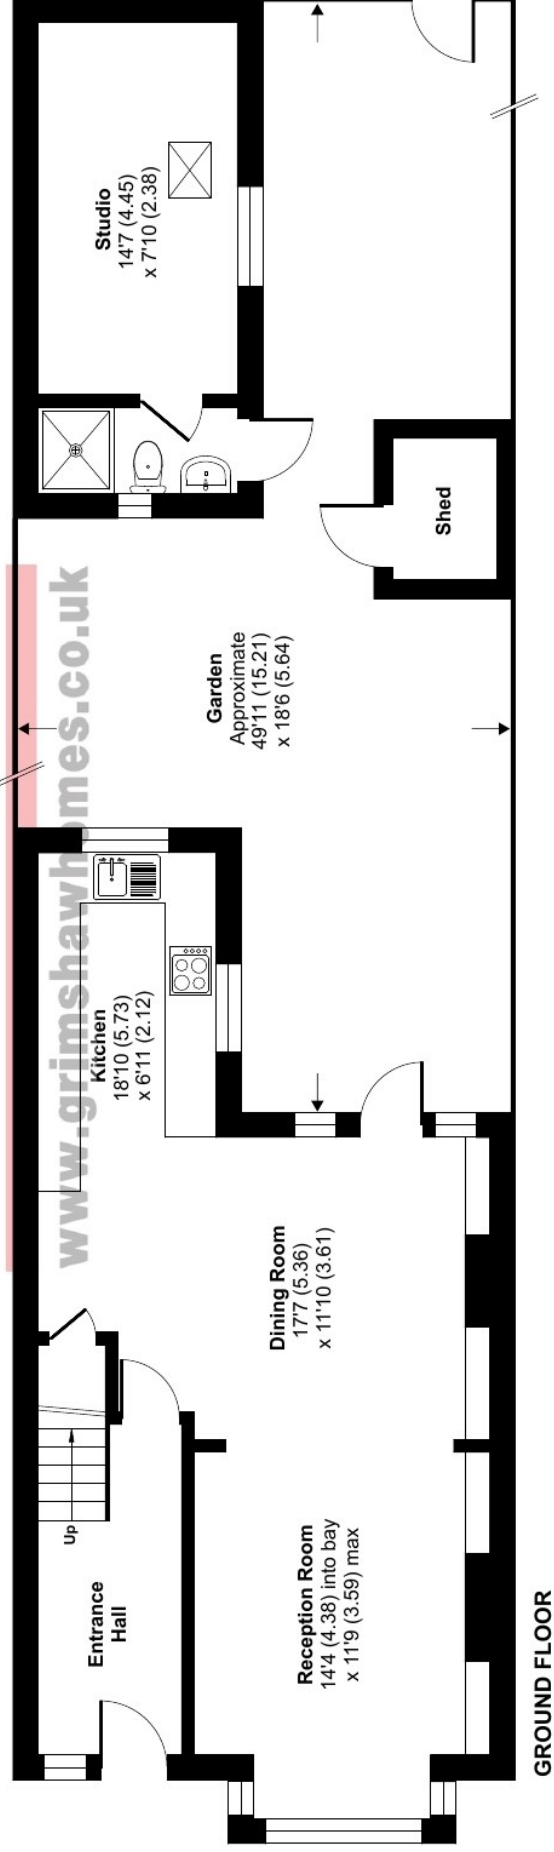 Studio
14'7 (4.45)
x 7'10 (2.38)
Shed
Garden
Approximate
49'11 (15.21)
x 18'6 (5.64)
www.grimshawhomes.co.uk
Kitchen
18'10 (5.73)
x 6'11 (2.12)
Dining Room
17'7 (5.36)
x 11'10 (3.61)
Up
Entrance
Hall
Reception Room
14'4 (4.38) into bay
x 11'9 (3.59) max
GROUND FLOOR